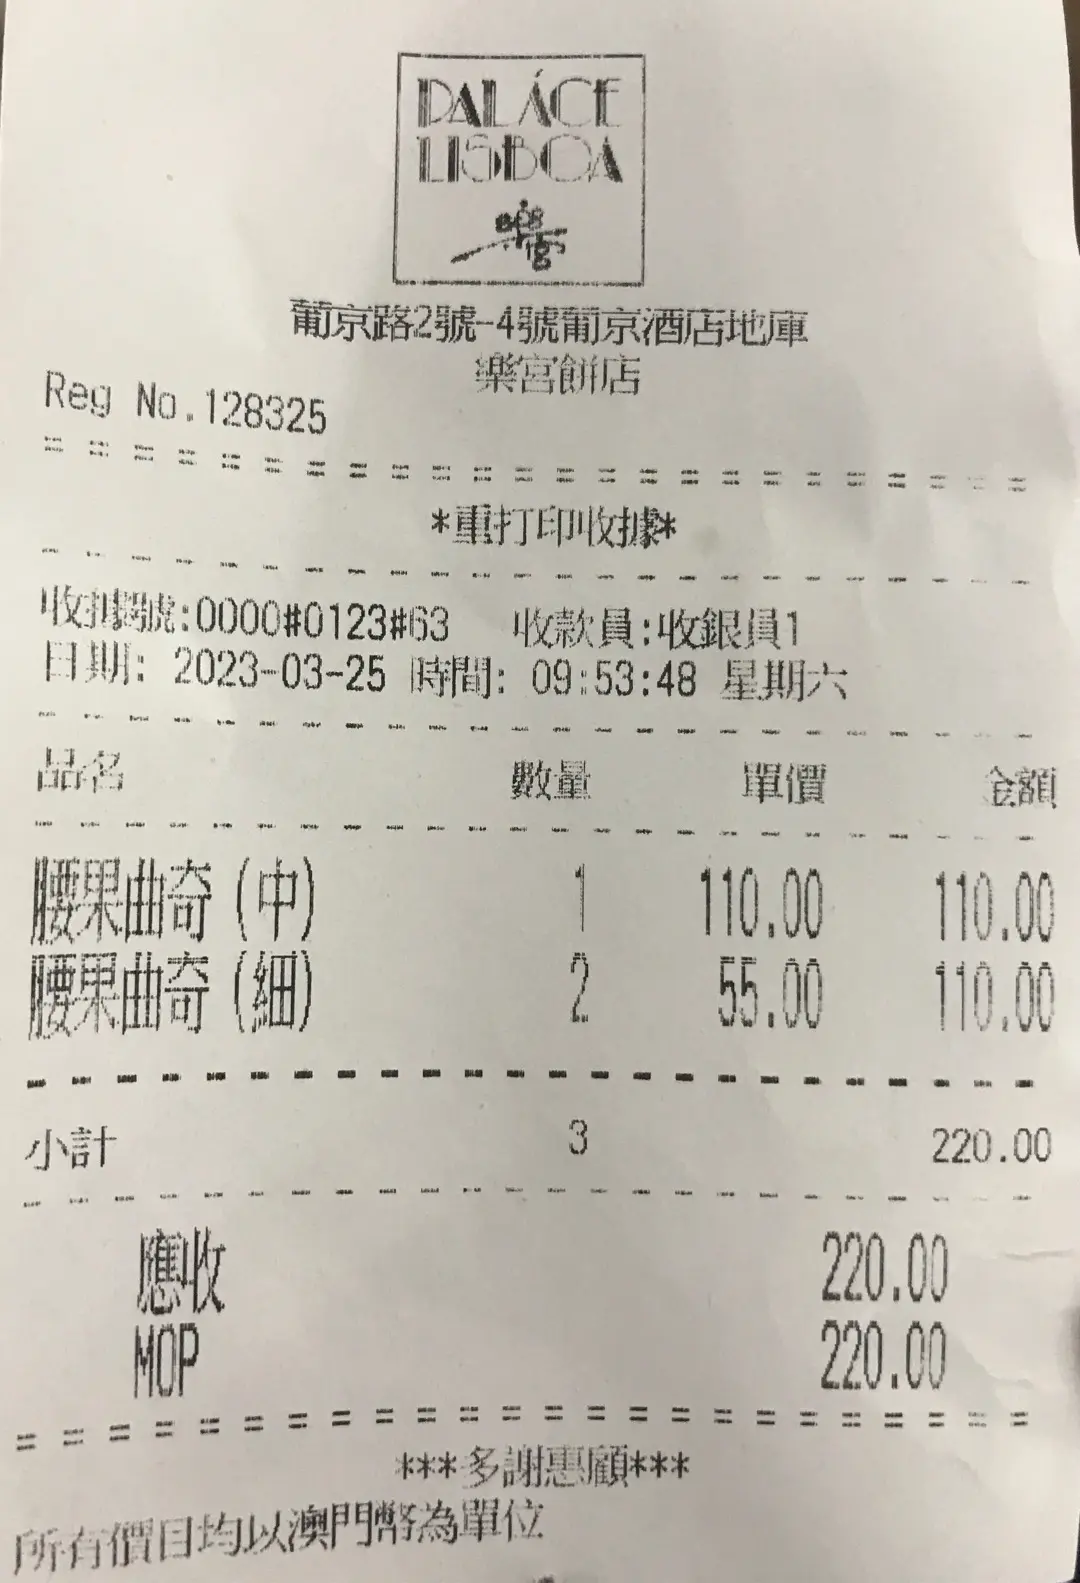 PALÁCE
LISBOA
樂宮
葡京路2號-4號葡京酒店地庫
樂宮餅店
Reg No.128325
*重打印收據*
收據號:0000#0123#63 收款員:收銀員1
日期: 2023-03-25 時間: 09:53:48 星期六
品名 數量 單價 金額
腰果曲奇(中) 1 110.00 110.00
腰果曲奇(細) 2 55.00 110.00
小計 3 220.00
應收 220.00
MOP 220.00
***多謝惠顧***
所有價目均以澳門幣為單位